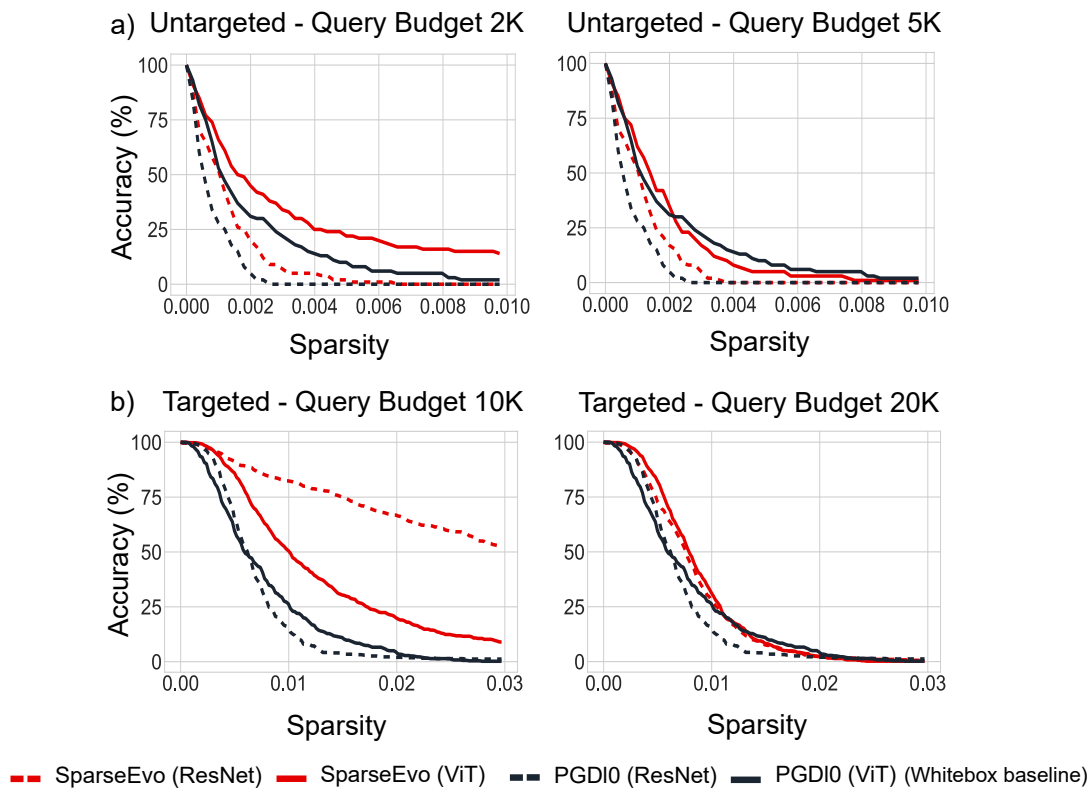 a) Untargeted - Query Budget 2K
Untargeted - Query Budget 5K
Accuracy (%)
100
75
50
25
0
0.000 0.002 0.004 0.006 0.008 0.010
Sparsity
100
75
50
25
0
0.000 0.002 0.004 0.006 0.008 0.010
Sparsity
b) Targeted - Query Budget 10K
Targeted - Query Budget 20K
Accuracy (%)
100
75
50
25
0
0.00 0.01 0.02 0.03
Sparsity
100
75
50
25
0
0.00 0.01 0.02 0.03
Sparsity
SparseEvo (ResNet) SparseEvo (ViT) PGDl0 (ResNet) PGDl0 (ViT) (Whitebox baseline)